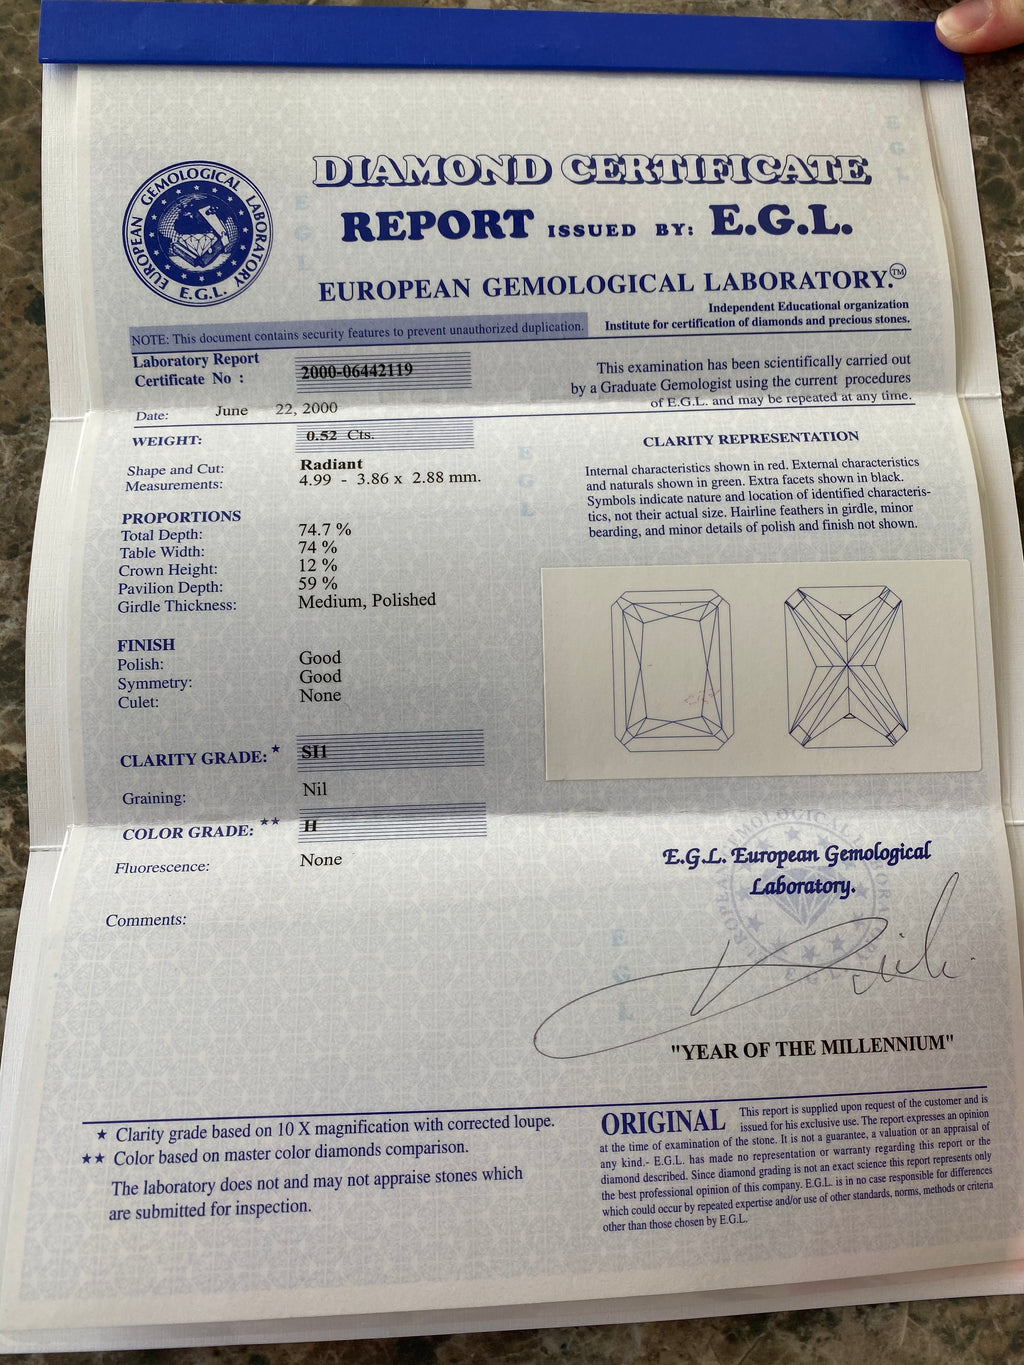 EUROPEAN GEMOLOGICAL LABORATORY
E.G.L.
DIAMOND CERTIFICATE
REPORT ISSUED BY: E.G.L.
EUROPEAN GEMOLOGICAL LABORATORY.™
Independent Educational organization
Institute for certification of diamonds and precious stones.
NOTE: This document contains security features to prevent unauthorized duplication.
Laboratory Report
Certificate No : 2000-06442119
This examination has been scientifically carried out
by a Graduate Gemologist using the current procedures
of E.G.L. and may be repeated at any time.
Date: June 22, 2000
WEIGHT: 0.52 Cts.
Shape and Cut: Radiant
Measurements: 4.99 - 3.86 x 2.88 mm.
PROPORTIONS
Total Depth: 74.7 %
Table Width: 74 %
Crown Height: 12 %
Pavilion Depth: 59 %
Girdle Thickness: Medium, Polished
FINISH
Polish: Good
Symmetry: Good
Culet: None
CLARITY GRADE: ★ SI1
Graining: Nil
COLOR GRADE: ★★ H
Fluorescence: None
Comments:
CLARITY REPRESENTATION
Internal characteristics shown in red. External characteristics
and naturals shown in green. Extra facets shown in black.
Symbols indicate nature and location of identified characteris-
tics, not their actual size. Hairline feathers in girdle, minor
bearding, and minor details of polish and finish not shown.
E.G.L. European Gemological
Laboratory.
"YEAR OF THE MILLENNIUM"
★ Clarity grade based on 10 X magnification with corrected loupe.
★★ Color based on master color diamonds comparison.
The laboratory does not and may not appraise stones which
are submitted for inspection.
ORIGINAL This report is supplied upon request of the customer and is
issued for his exclusive use. The report expresses an opinion
at the time of examination of the stone. It is not a guarantee, a valuation or an appraisal of
any kind.- E.G.L. has made no representation or warranty regarding this report or the
diamond described. Since diamond grading is not an exact science this report represents only
the best professional opinion of this company. E.G.L. is in no case responsible for differences
which could occur by repeated expertise and/or use of other standards, norms, methods or criteria
other than those chosen by E.G.L.